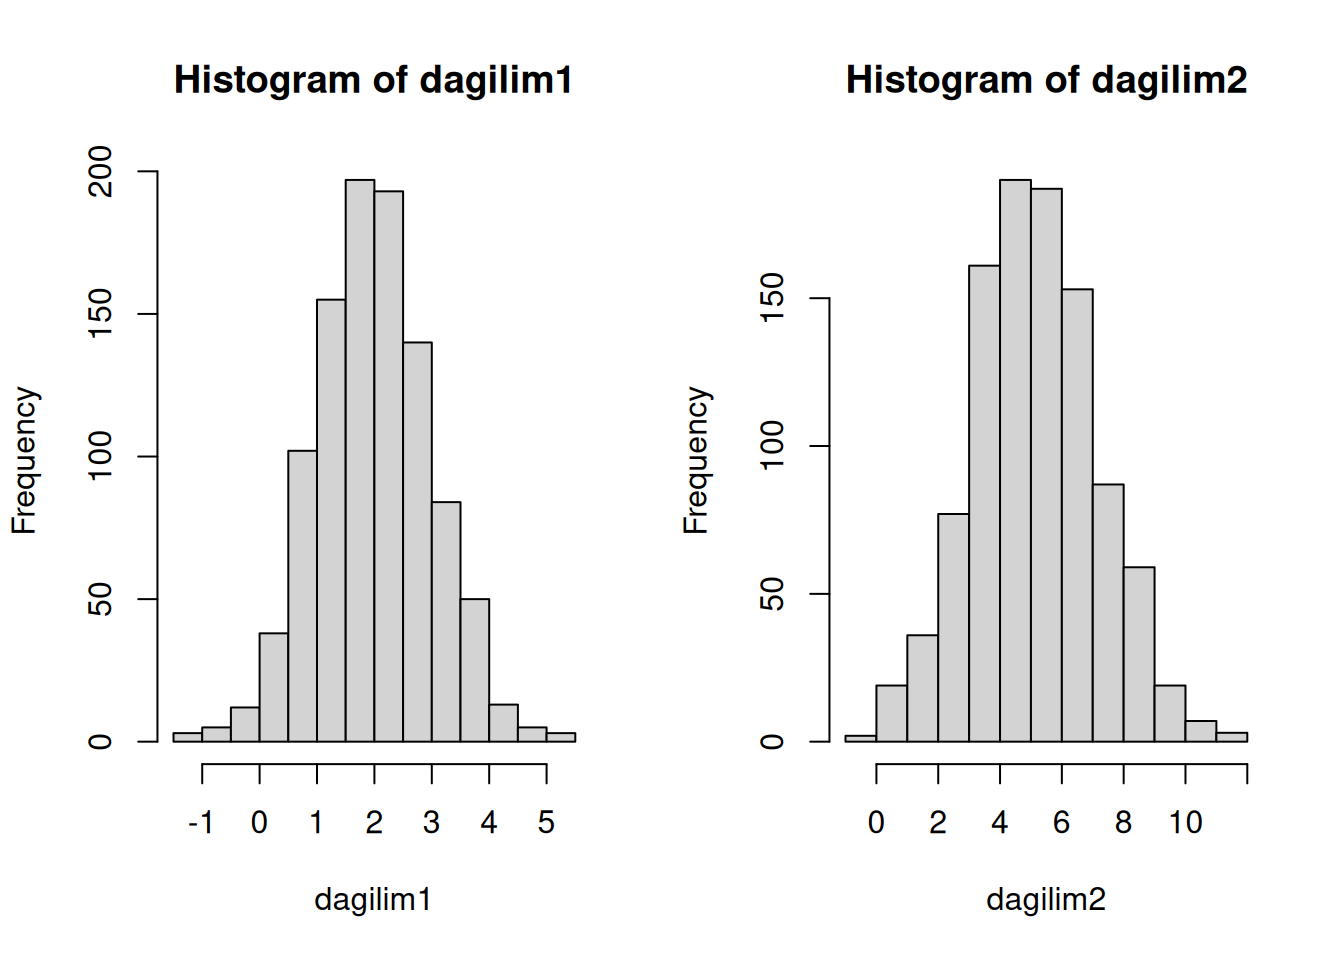 Histogram of dagilim1
Frequency
200
150
100
50
0
-1 0 1 2 3 4 5
dagilim1
Histogram of dagilim2
Frequency
150
100
50
0
0 2 4 6 8 10
dagilim2